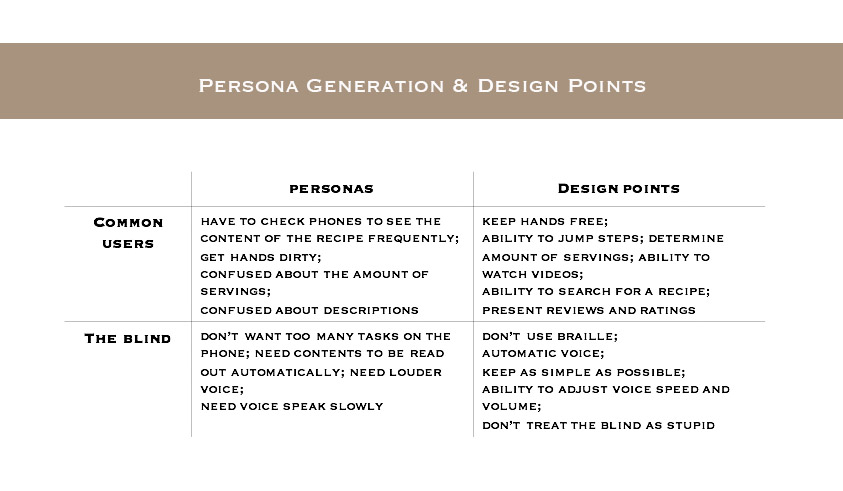 Persona Generation & Design Points
PERSONAS
DESIGN POINTS
COMMON
USERS
HAVE TO CHECK PHONES TO SEE THE
CONTENT OF THE RECIPE FREQUENTLY;
GET HANDS DIRTY;
CONFUSED ABOUT THE AMOUNT OF
SERVINGS;
CONFUSED ABOUT DESCRIPTIONS
KEEP HANDS FREE;
ABILITY TO JUMP STEPS; DETERMINE
AMOUNT OF SERVINGS; ABILITY TO
WATCH VIDEOS;
ABILITY TO SEARCH FOR A RECIPE;
PRESENT REVIEWS AND RATINGS
THE BLIND
DON'T WANT TOO MANY TASKS ON THE
PHONE; NEED CONTENTS TO BE READ
OUT AUTOMATICALLY; NEED LOUDER
VOICE;
NEED VOICE SPEAK SLOWLY
DON'T USE BRAILLE;
AUTOMATIC VOICE;
KEEP AS SIMPLE AS POSSIBLE;
ABILITY TO ADJUST VOICE SPEED AND
VOLUME;
DON'T TREAT THE BLIND AS STUPID